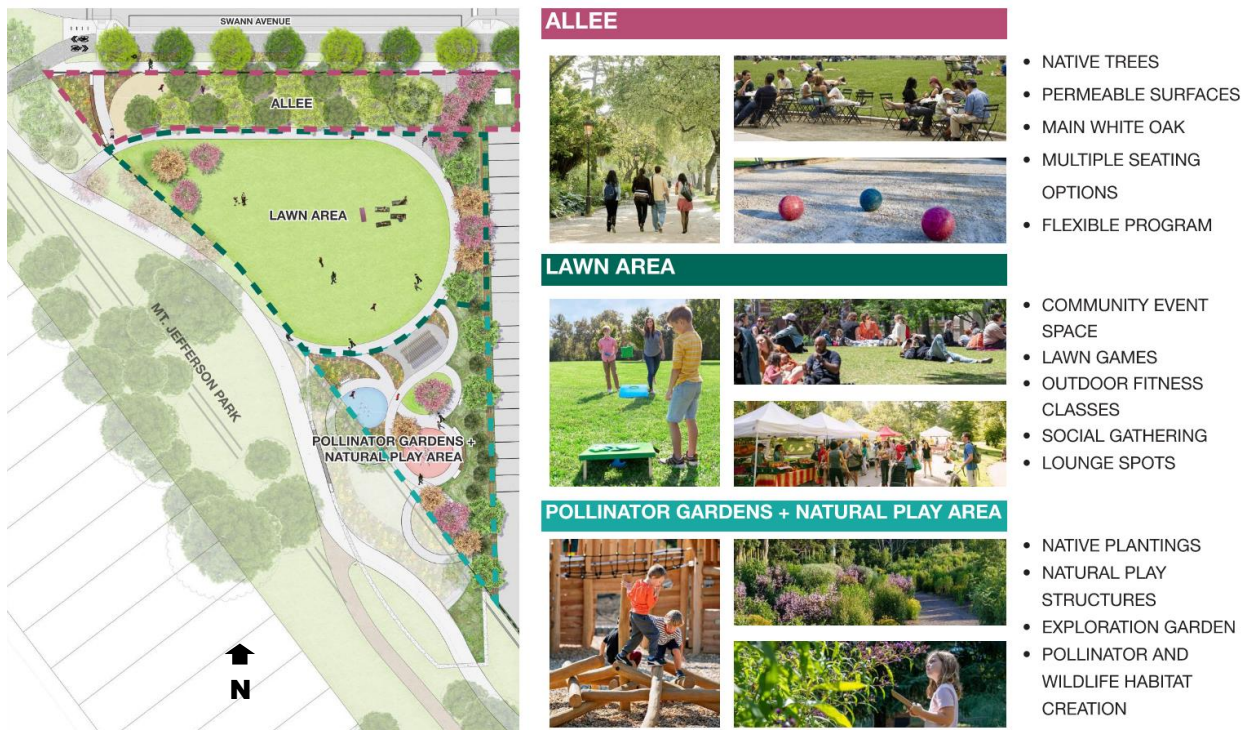 SWANN AVENUE
ALLEE
LAWN AREA
MT. JEFFERSON PARK
POLLINATOR GARDENS +
NATURAL PLAY AREA
N
ALLEE
• NATIVE TREES
• PERMEABLE SURFACES
• MAIN WHITE OAK
• MULTIPLE SEATING
OPTIONS
• FLEXIBLE PROGRAM
LAWN AREA
• COMMUNITY EVENT
SPACE
• LAWN GAMES
• OUTDOOR FITNESS
CLASSES
• SOCIAL GATHERING
• LOUNGE SPOTS
POLLINATOR GARDENS + NATURAL PLAY AREA
• NATIVE PLANTINGS
• NATURAL PLAY
STRUCTURES
• EXPLORATION GARDEN
• POLLINATOR AND
WILDLIFE HABITAT
CREATION